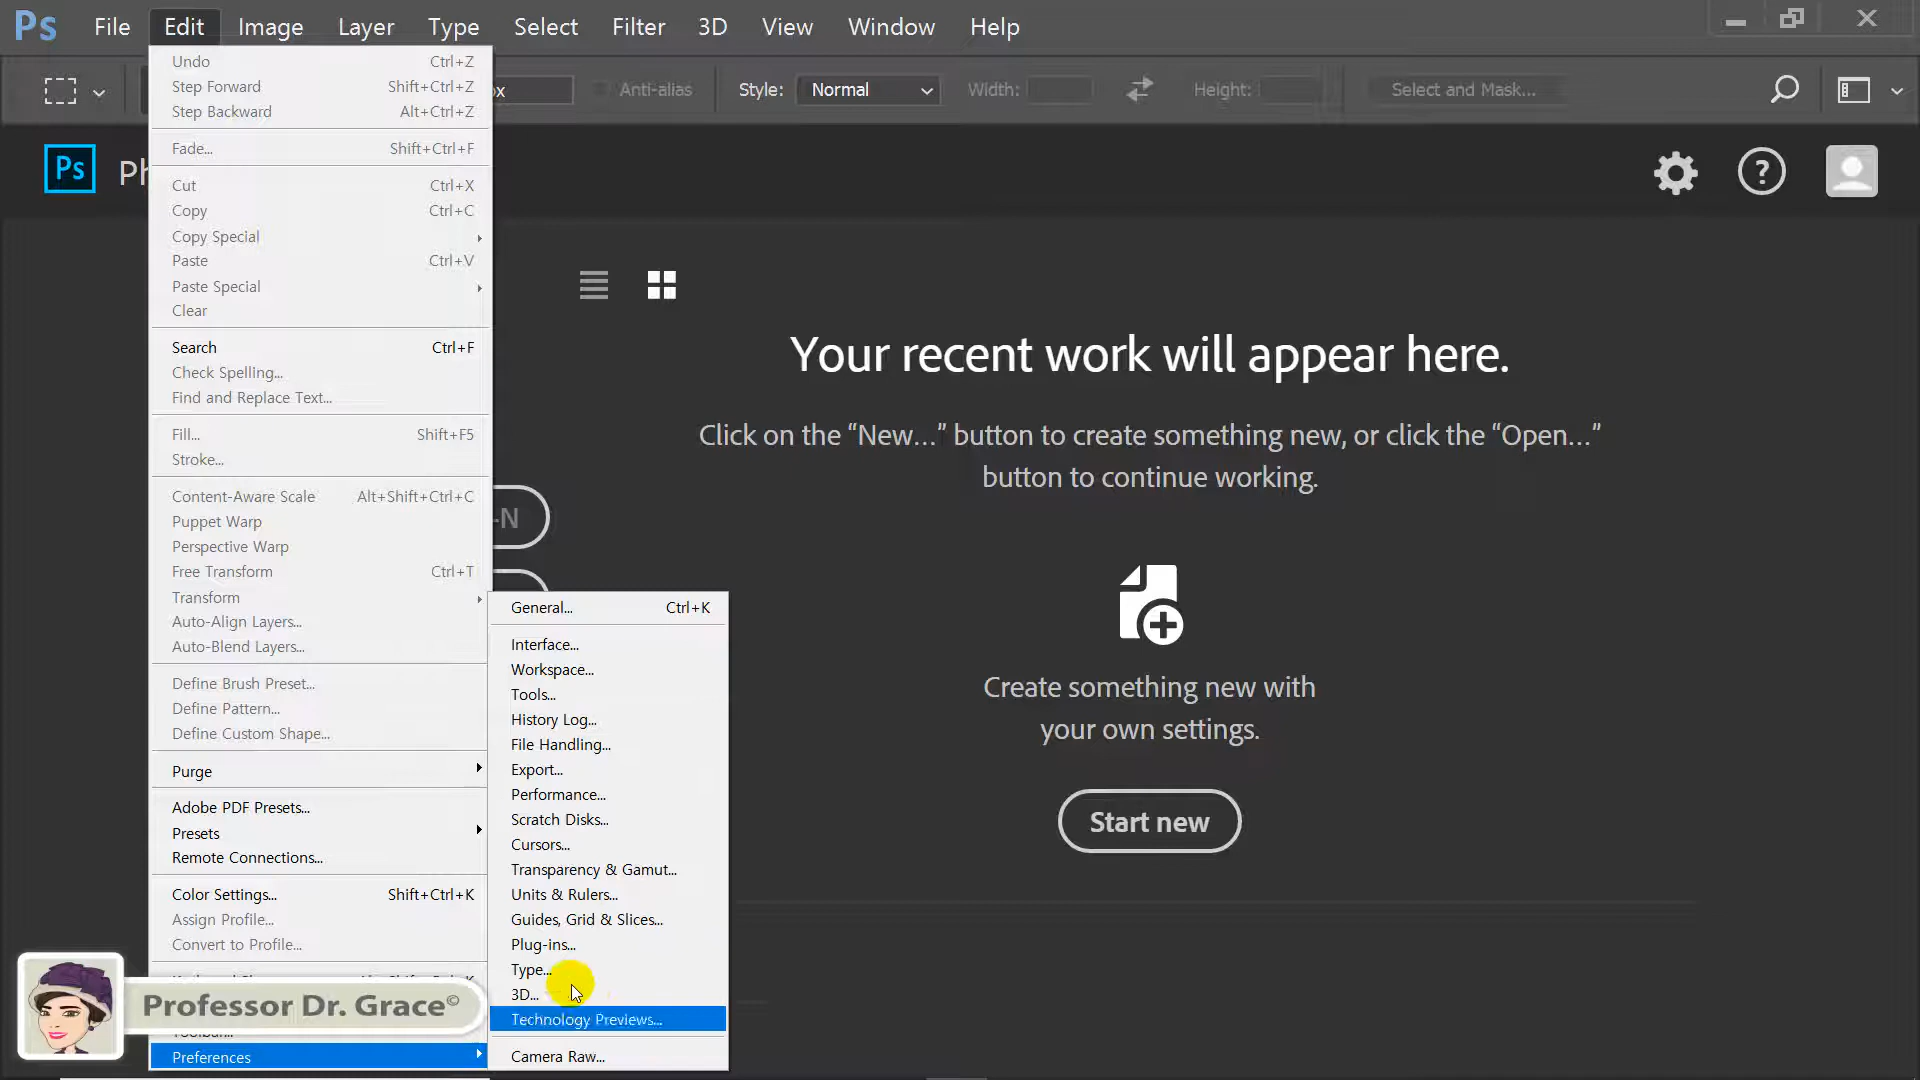 Ps File Edit Image Layer Type Select Filter 3D View Window Help
Anti-alias Style: Normal Width: Height: Select and Mask...
Ps
Undo Ctrl+Z
Step Forward Shift+Ctrl+Z
Step Backward Alt+Ctrl+Z
Fade... Shift+Ctrl+F
Cut Ctrl+X
Copy Ctrl+C
Copy Special
Paste Ctrl+V
Paste Special
Clear
Search Ctrl+F
Check Spelling...
Find and Replace Text...
Fill... Shift+F5
Stroke...
Content-Aware Scale Alt+Shift+Ctrl+C
Puppet Warp
Perspective Warp
Free Transform Ctrl+T
Transform
Auto-Align Layers...
Auto-Blend Layers...
Define Brush Preset...
Define Pattern...
Define Custom Shape...
Purge
Adobe PDF Presets...
Presets
Remote Connections...
Color Settings... Shift+Ctrl+K
Assign Profile...
Convert to Profile...
Preferences
General... Ctrl+K
Interface...
Workspace...
Tools...
History Log...
File Handling...
Export...
Performance...
Scratch Disks...
Cursors...
Transparency & Gamut...
Units & Rulers...
Guides, Grid & Slices...
Plug-ins...
Type...
3D...
Technology Previews...
Camera Raw...
Your recent work will appear here.
Click on the “New...” button to create something new, or click the “Open...”
button to continue working.
Create something new with
your own settings.
Start new
Professor Dr. Grace©